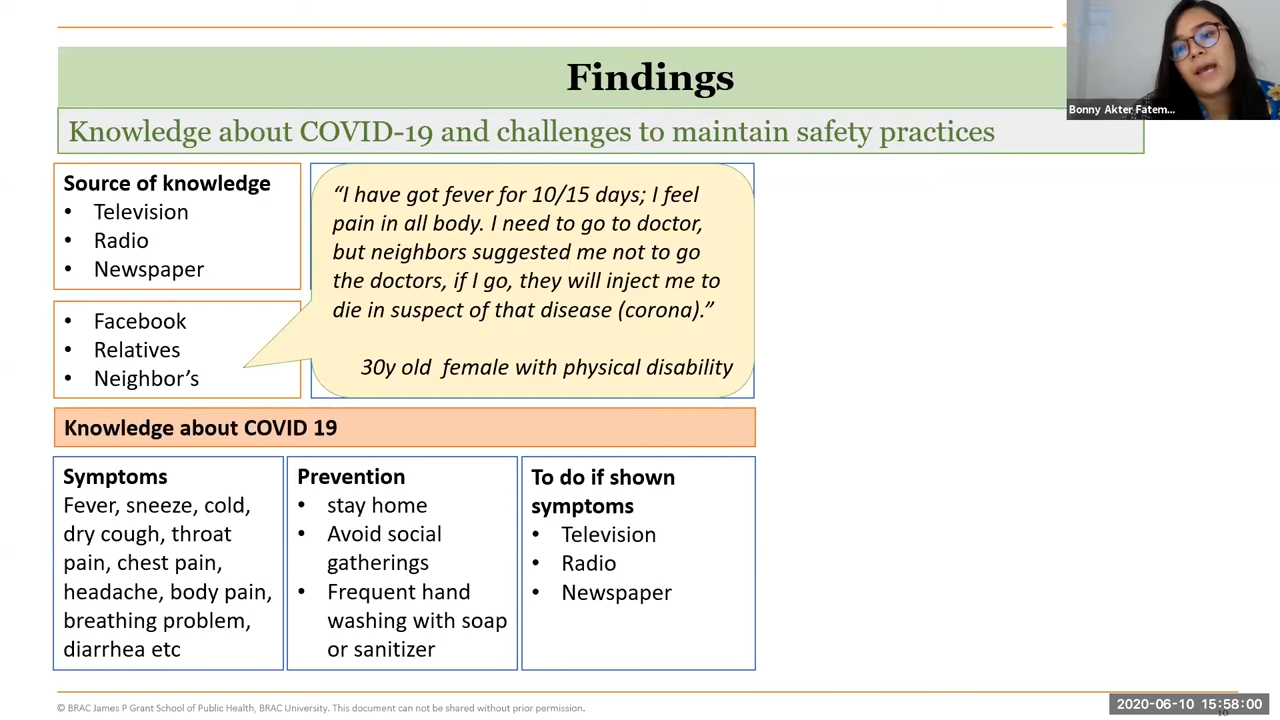 Findings
Bonny Akter Fatem...
Knowledge about COVID-19 and challenges to maintain safety practices
Source of knowledge
• Television
• Radio
• Newspaper
• Facebook
• Relatives
• Neighbor’s
“I have got fever for 10/15 days; I feel
pain in all body. I need to go to doctor,
but neighbors suggested me not to go
the doctors, if I go, they will inject me to
die in suspect of that disease (corona).”
30y old female with physical disability
Knowledge about COVID 19
Symptoms
Fever, sneeze, cold,
dry cough, throat
pain, chest pain,
headache, body pain,
breathing problem,
diarrhea etc
Prevention
• stay home
• Avoid social
gatherings
• Frequent hand
washing with soap
or sanitizer
To do if shown
symptoms
• Television
• Radio
• Newspaper
© BRAC James P Grant School of Public Health, BRAC University. This document can not be shared without prior permission.
2020-06-10 15:58:00